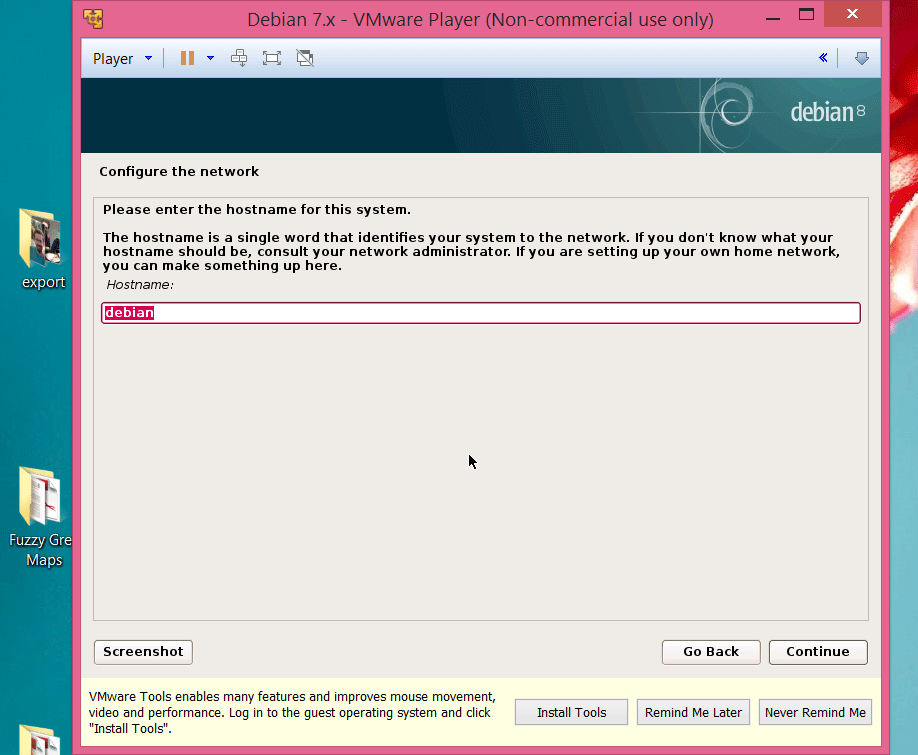 Debian 7.x - VMware Player (Non-commercial use only)
Player
debian 8
Configure the network
Please enter the hostname for this system.
The hostname is a single word that identifies your system to the network. If you don't know what your
hostname should be, consult your network administrator. If you are setting up your own home network,
you can make something up here.
Hostname:
debian
export
Fuzzy Gre
Maps
Screenshot
Go Back
Continue
VMware Tools enables many features and improves mouse movement,
video and performance. Log in to the guest operating system and click
"Install Tools".
Install Tools
Remind Me Later
Never Remind Me